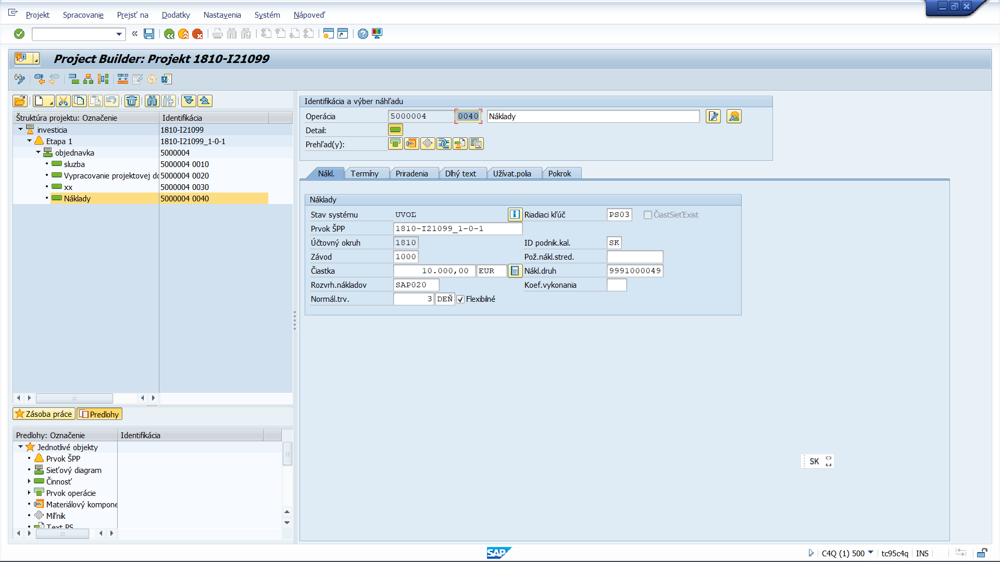 Projekt Spracovanie Prejsť na Dodatky Nastavenia Systém Nápoveď
Project Builder: Projekt 1810-I21099
Štruktúra projektu: Označenie Identifikácia
investicia 1810-I21099
Etapa 1 1810-I21099_1-0-1
objednavka 5000004
sluzba 5000004 0010
Vypracovanie projektovej do 5000004 0020
xx 5000004 0030
Náklady 5000004 0040
Zásoba práce Predlohy
Predlohy: Označenie Identifikácia
Jednotlivé objekty
Prvok ŠPP
Sieťový diagram
Činnosť
Prvok operácie
Materiálový kompone
Míľnik
Text PS
Identifikácia a výber náhľadu
Operácia 5000004 0040 Náklady
Detail:
Prehľad(y):
Nákl. Termíny Priradenia Dlhý text Užívat.polia Pokrok
Náklady
Stav systému UVOL Riadiaci kľúč PS03 ČiastSieťExist
Prvok ŠPP 1810-I21099_1-0-1
Účtovný okruh 1810 ID podnik.kal. SK
Závod 1000 Pož.nákl.stred.
Čiastka 10.000,00 EUR Nákl.druh 9991000049
Rozvrh.nákladov SAP020 Koef.vykonania
Normál.trv. 3 DEŇ Flexibilné
SK
SAP C4Q (1) 500 tc95c4q INS